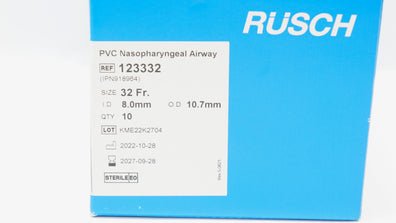 RÜSCH
PVC Nasopharyngeal Airway
REF 123332
(IPN918964)
SIZE 32 Fr.
I.D 8.0mm O.D 10.7mm
QTY 10
LOT KME22K2704
2022-10-28
2027-09-28
STERILE EO